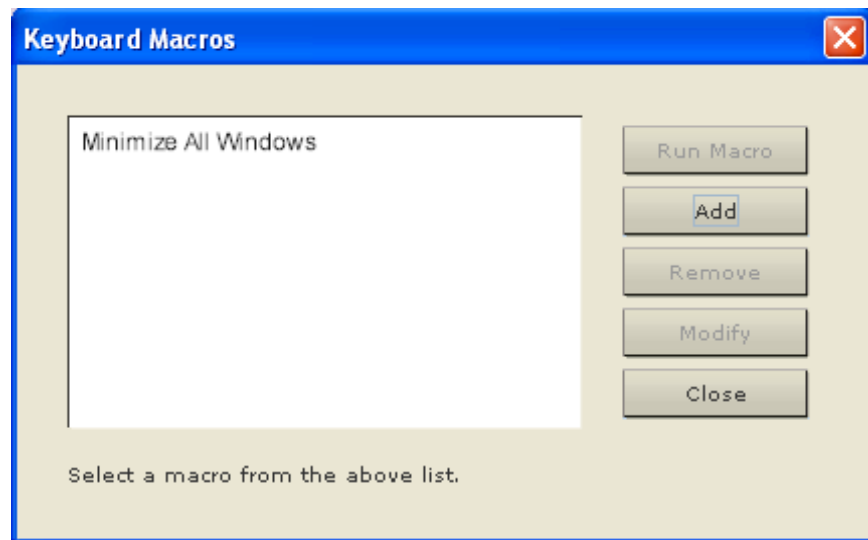 Keyboard Macros
Minimize All Windows
Run Macro
Add
Remove
Modify
Close
Select a macro from the above list.